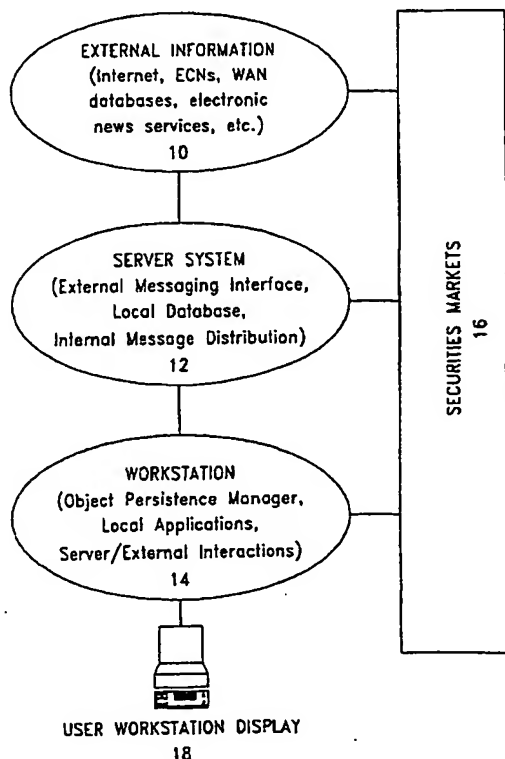 EXTERNAL INFORMATION
(Internet, ECNs, WAN
databases, electronic
news services, etc.)
10
SERVER SYSTEM
(External Messaging Interface,
Local Database,
Internal Message Distribution)
12
WORKSTATION
(Object Persistence Manager,
Local Applications,
Server/External Interactions)
14
USER WORKSTATION DISPLAY
18
SECURITIES MARKETS
16